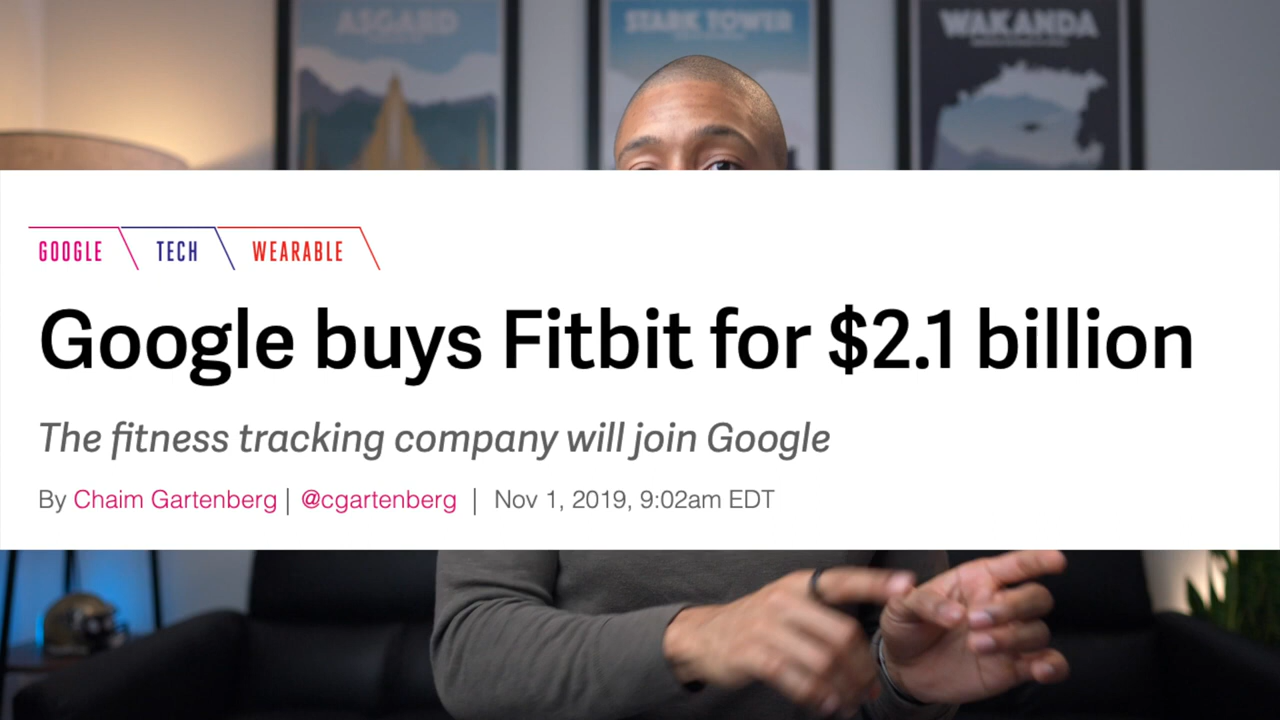 ASGARD
STARK TOWER
WAKANDA
GOOGLE TECH WEARABLE
Google buys Fitbit for $2.1 billion
The fitness tracking company will join Google
By Chaim Gartenberg | @cgartenberg | Nov 1, 2019, 9:02am EDT